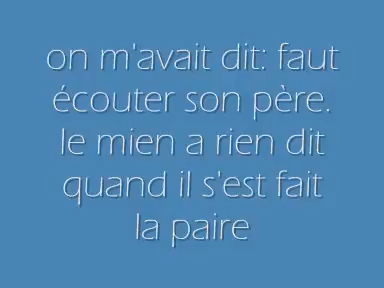 on m'avait dit: faut
écouter son père.
le mien a rien dit
quand il s'est fait
la paire